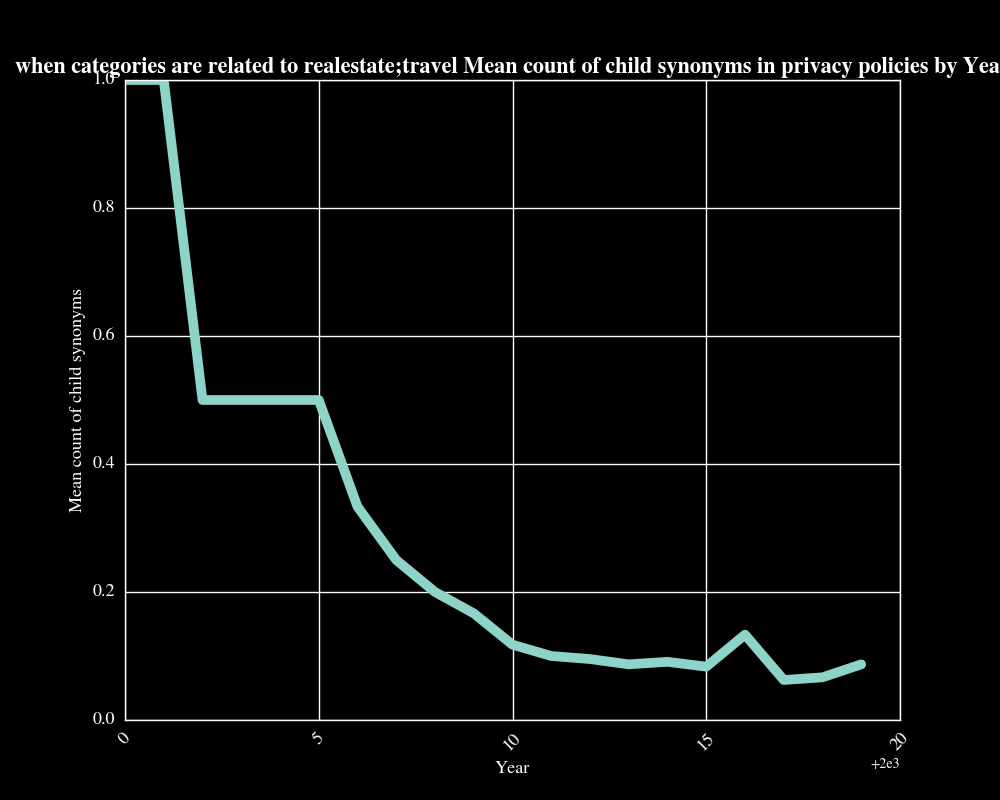 when categories are related to realestate;travel Mean count of child synonyms in privacy policies by Yea
1.0
0.8
0.6
0.4
0.2
0.0
Mean count of child synonyms
0
5
10
15
20
Year
+2e3